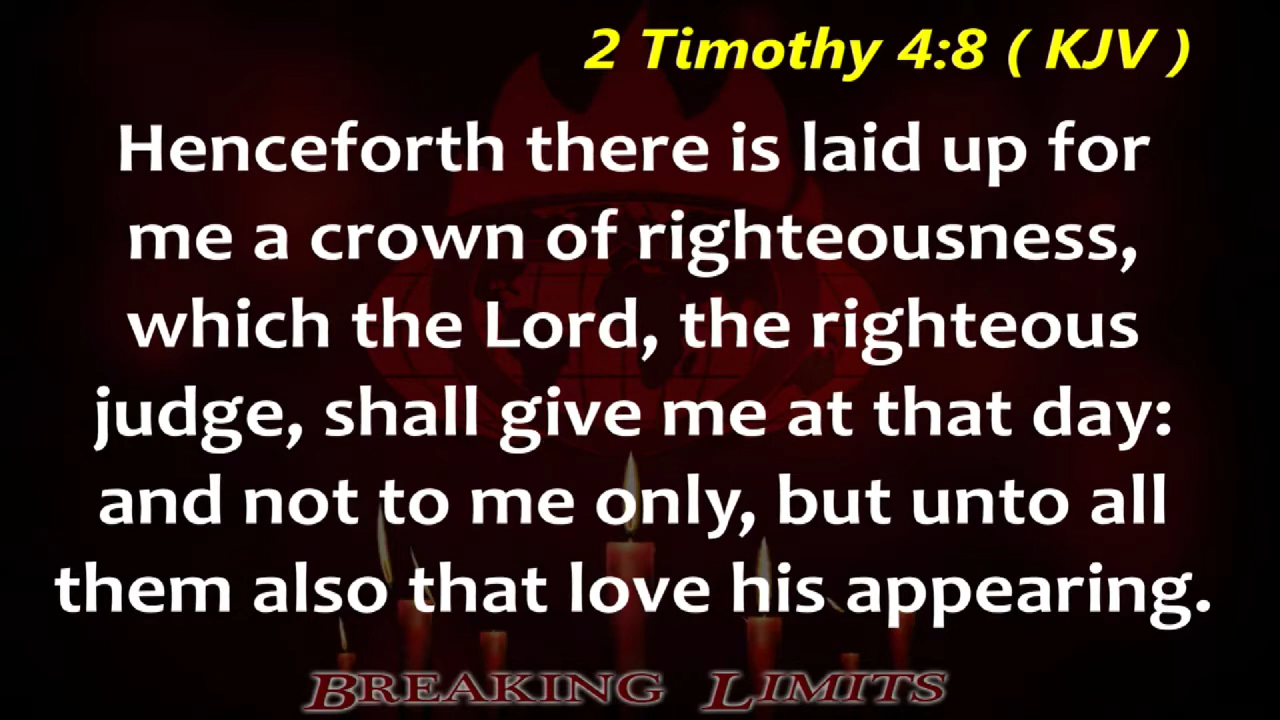 2 Timothy 4:8 ( KJV )
Henceforth there is laid up for
me a crown of righteousness,
which the Lord, the righteous
judge, shall give me at that day:
and not to me only, but unto all
them also that love his appearing.
BREAKING LIMITS